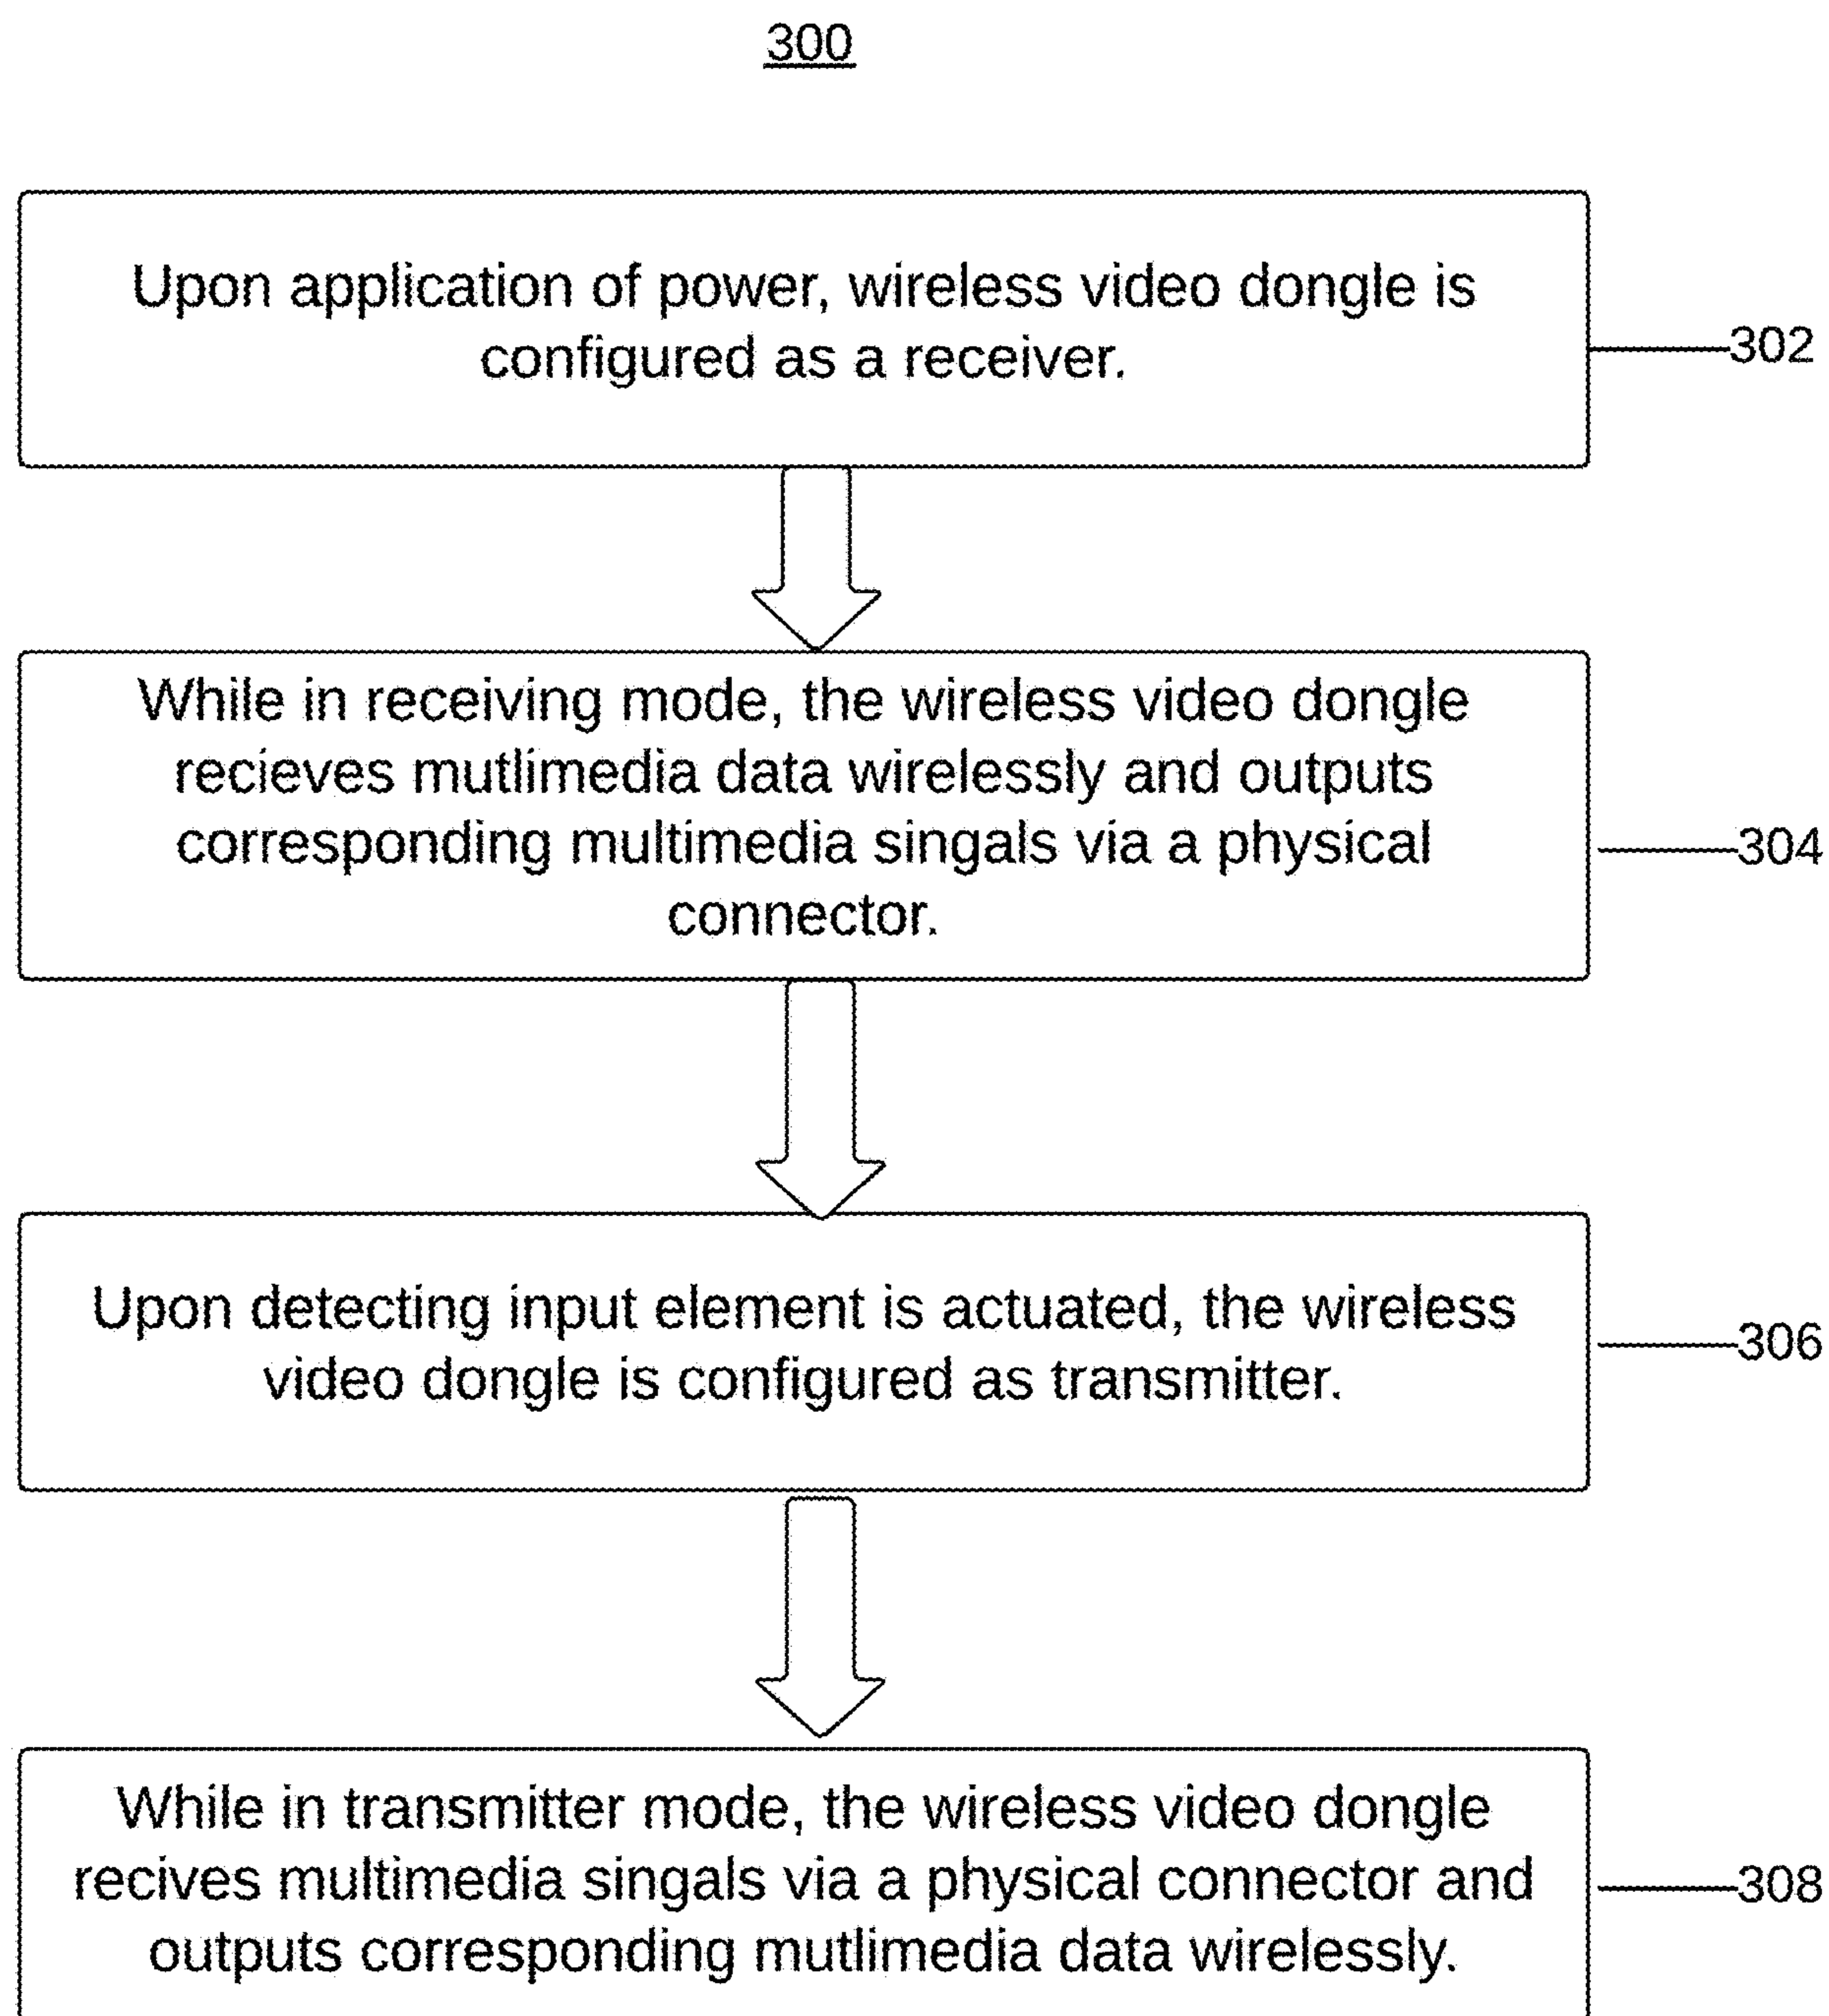 300
Upon application of power, wireless video dongle is
configured as a receiver.
302
While in receiving mode, the wireless video dongle
recieves mutlimedia data wirelessly and outputs
corresponding multimedia singals via a physical
connector.
304
Upon detecting input element is actuated, the wireless
video dongle is configured as transmitter.
306
While in transmitter mode, the wireless video dongle
recives multimedia singals via a physical connector and
outputs corresponding mutlimedia data wirelessly.
308